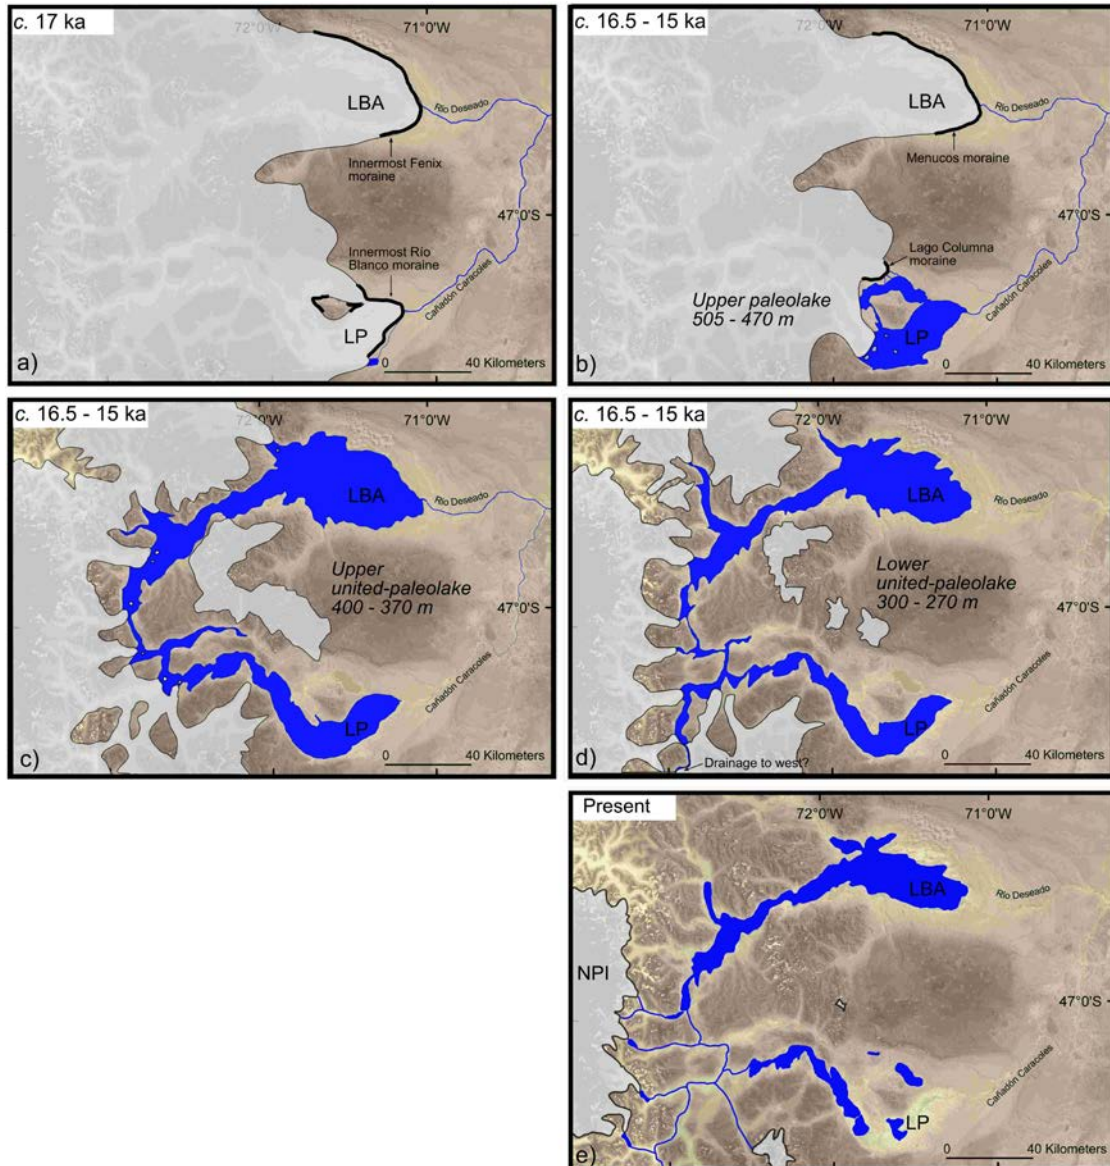 c. 17 ka
72°0'W
71°0'W
LBA
Río Deseado
Innermost Fenix
moraine
47°0'S
Innermost Río
Blanco moraine
Cañadón Caracoles
LP
0 40 Kilometers
a)
c. 16.5 - 15 ka
72°0'W
71°0'W
LBA
Río Deseado
Menucos moraine
47°0'S
Lago Columna
moraine
Upper paleolake
505 - 470 m
Cañadón Caracoles
LP
0 40 Kilometers
b)
c. 16.5 - 15 ka
72°0'W
71°0'W
LBA
Río Deseado
Upper
united-paleolake
400 - 370 m
47°0'S
Cañadón Caracoles
LP
0 40 Kilometers
c)
c. 16.5 - 15 ka
72°0'W
71°0'W
LBA
Río Deseado
Lower
united-paleolake
300 - 270 m
47°0'S
Cañadón Caracoles
LP
0 40 Kilometers
Drainage to west?
d)
Present
72°0'W
71°0'W
LBA
Río Deseado
NPI
47°0'S
Cañadón Caracoles
LP
0 40 Kilometers
e)